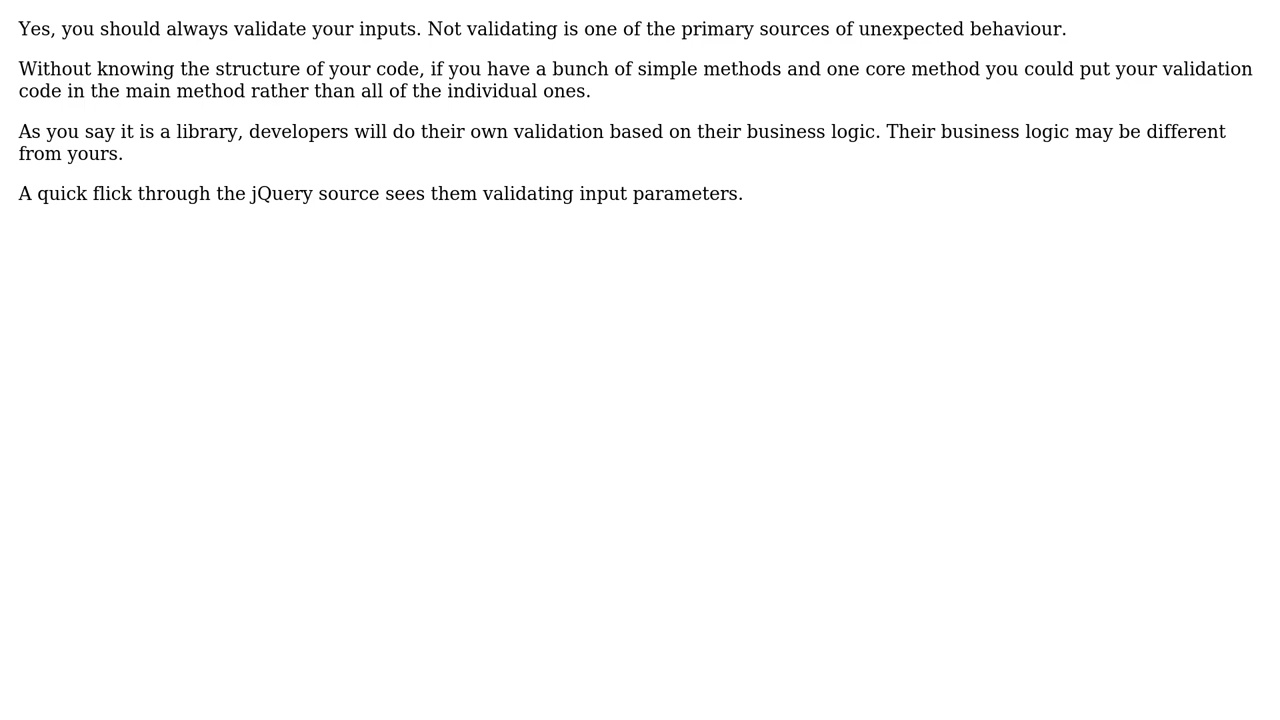 Yes, you should always validate your inputs. Not validating is one of the primary sources of unexpected behaviour.
Without knowing the structure of your code, if you have a bunch of simple methods and one core method you could put your validation
code in the main method rather than all of the individual ones.
As you say it is a library, developers will do their own validation based on their business logic. Their business logic may be different
from yours.
A quick flick through the jQuery source sees them validating input parameters.